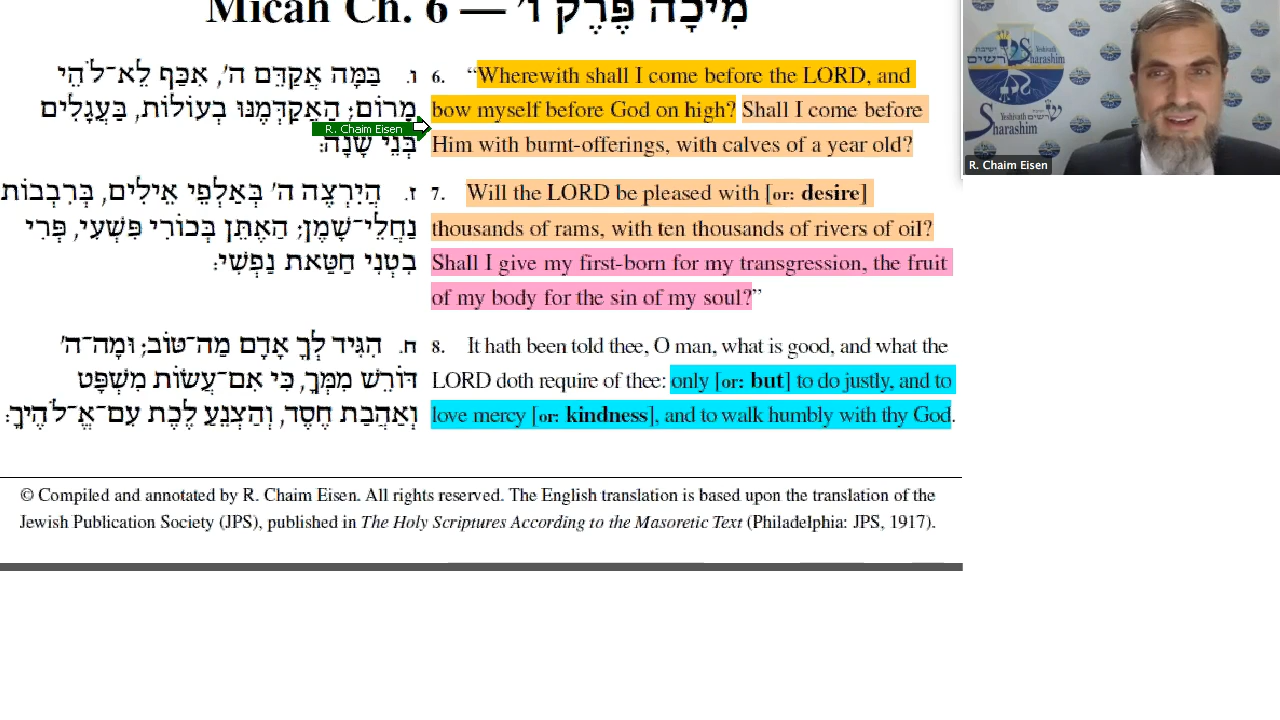 Micah Ch. 6 — מִיכָה פֶּרֶק ו'
ו. בַּמָּה אֲקַדֵּם ה', אִכַּף לֵא־לֹהֵי
מָרוֹם; הַאֲקַדְּמֶנּוּ בְעוֹלוֹת, בַּעֲגָלִים
בְּנֵי שָׁנָה:
6. “Wherewith shall I come before the LORD, and
bow myself before God on high? Shall I come before
Him with burnt-offerings, with calves of a year old?
ז. הֲיִרְצֶה ה' בְּאַלְפֵי אֵילִים, בְּרִבְבוֹת
נַחֲלֵי־שָׁמֶן; הַאֶתֵּן בְּכוֹרִי פִּשְׁעִי, פְּרִי
בִטְנִי חַטַּאת נַפְשִׁי:
7. Will the LORD be pleased with [or: desire]
thousands of rams, with ten thousands of rivers of oil?
Shall I give my first-born for my transgression, the fruit
of my body for the sin of my soul?”
ח. הִגִּיד לְךָ אָדָם מַה־טּוֹב; וּמָה־ה'
דּוֹרֵשׁ מִמְּךָ, כִּי אִם־עֲשׂוֹת מִשְׁפָּט
וְאַהֲבַת חֶסֶד, וְהַצְנֵעַ לֶכֶת עִם־אֱ־לֹהֶיךָ:
8. It hath been told thee, O man, what is good, and what the
LORD doth require of thee: only [or: but] to do justly, and to
love mercy [or: kindness], and to walk humbly with thy God.
© Compiled and annotated by R. Chaim Eisen. All rights reserved. The English translation is based upon the translation of the
Jewish Publication Society (JPS), published in The Holy Scriptures According to the Masoretic Text (Philadelphia: JPS, 1917).
R. Chaim Eisen
ישיבת
שרשים
Yeshivath
Sharashim
R. Chaim Eisen